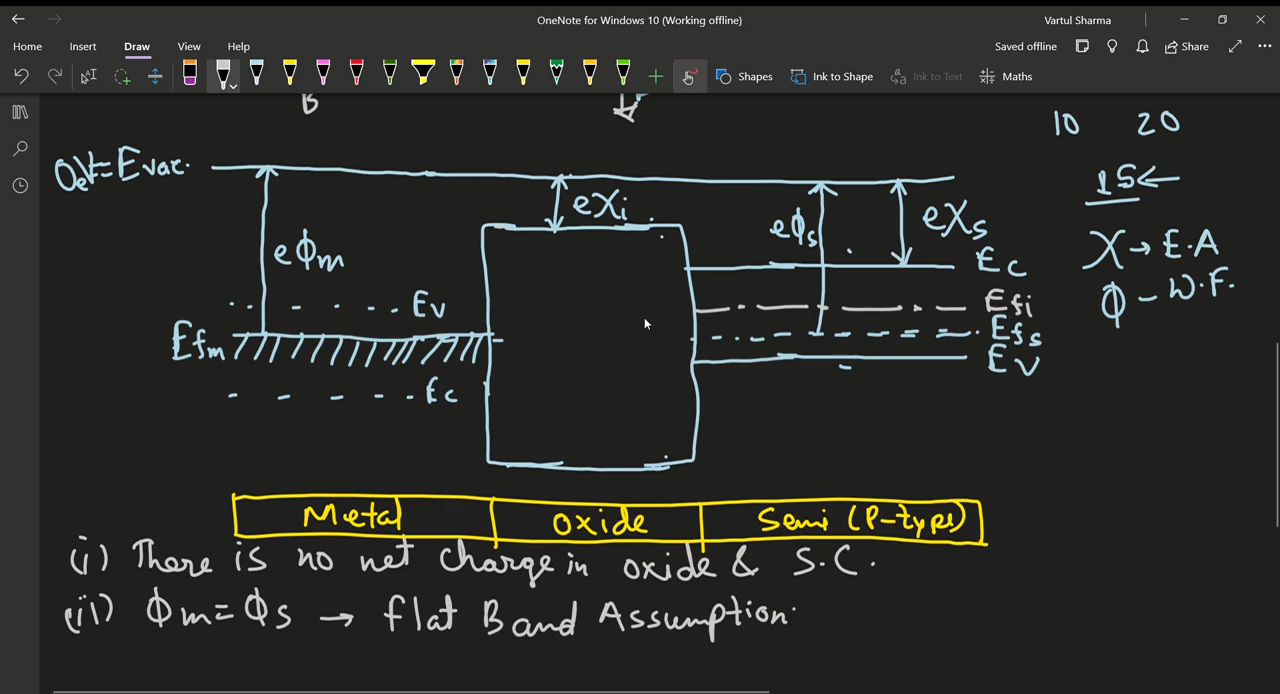 OneNote for Windows 10 (Working offline)
Vartul Sharma
Home Insert Draw View Help
Saved offline Share
Shapes Ink to Shape Ink to Text Maths
B
10 20
15←
0eV=Evac.
eχi
eφs
eχs
eφm
Ec
χ → E.A
φ - W.F.
Ev
Efi
Efm
Efs
Ev
Ec
Metal oxide Semi (P-type)
(i) There is no net charge in oxide & S.C.
(ii) φm=φs → flat Band Assumption